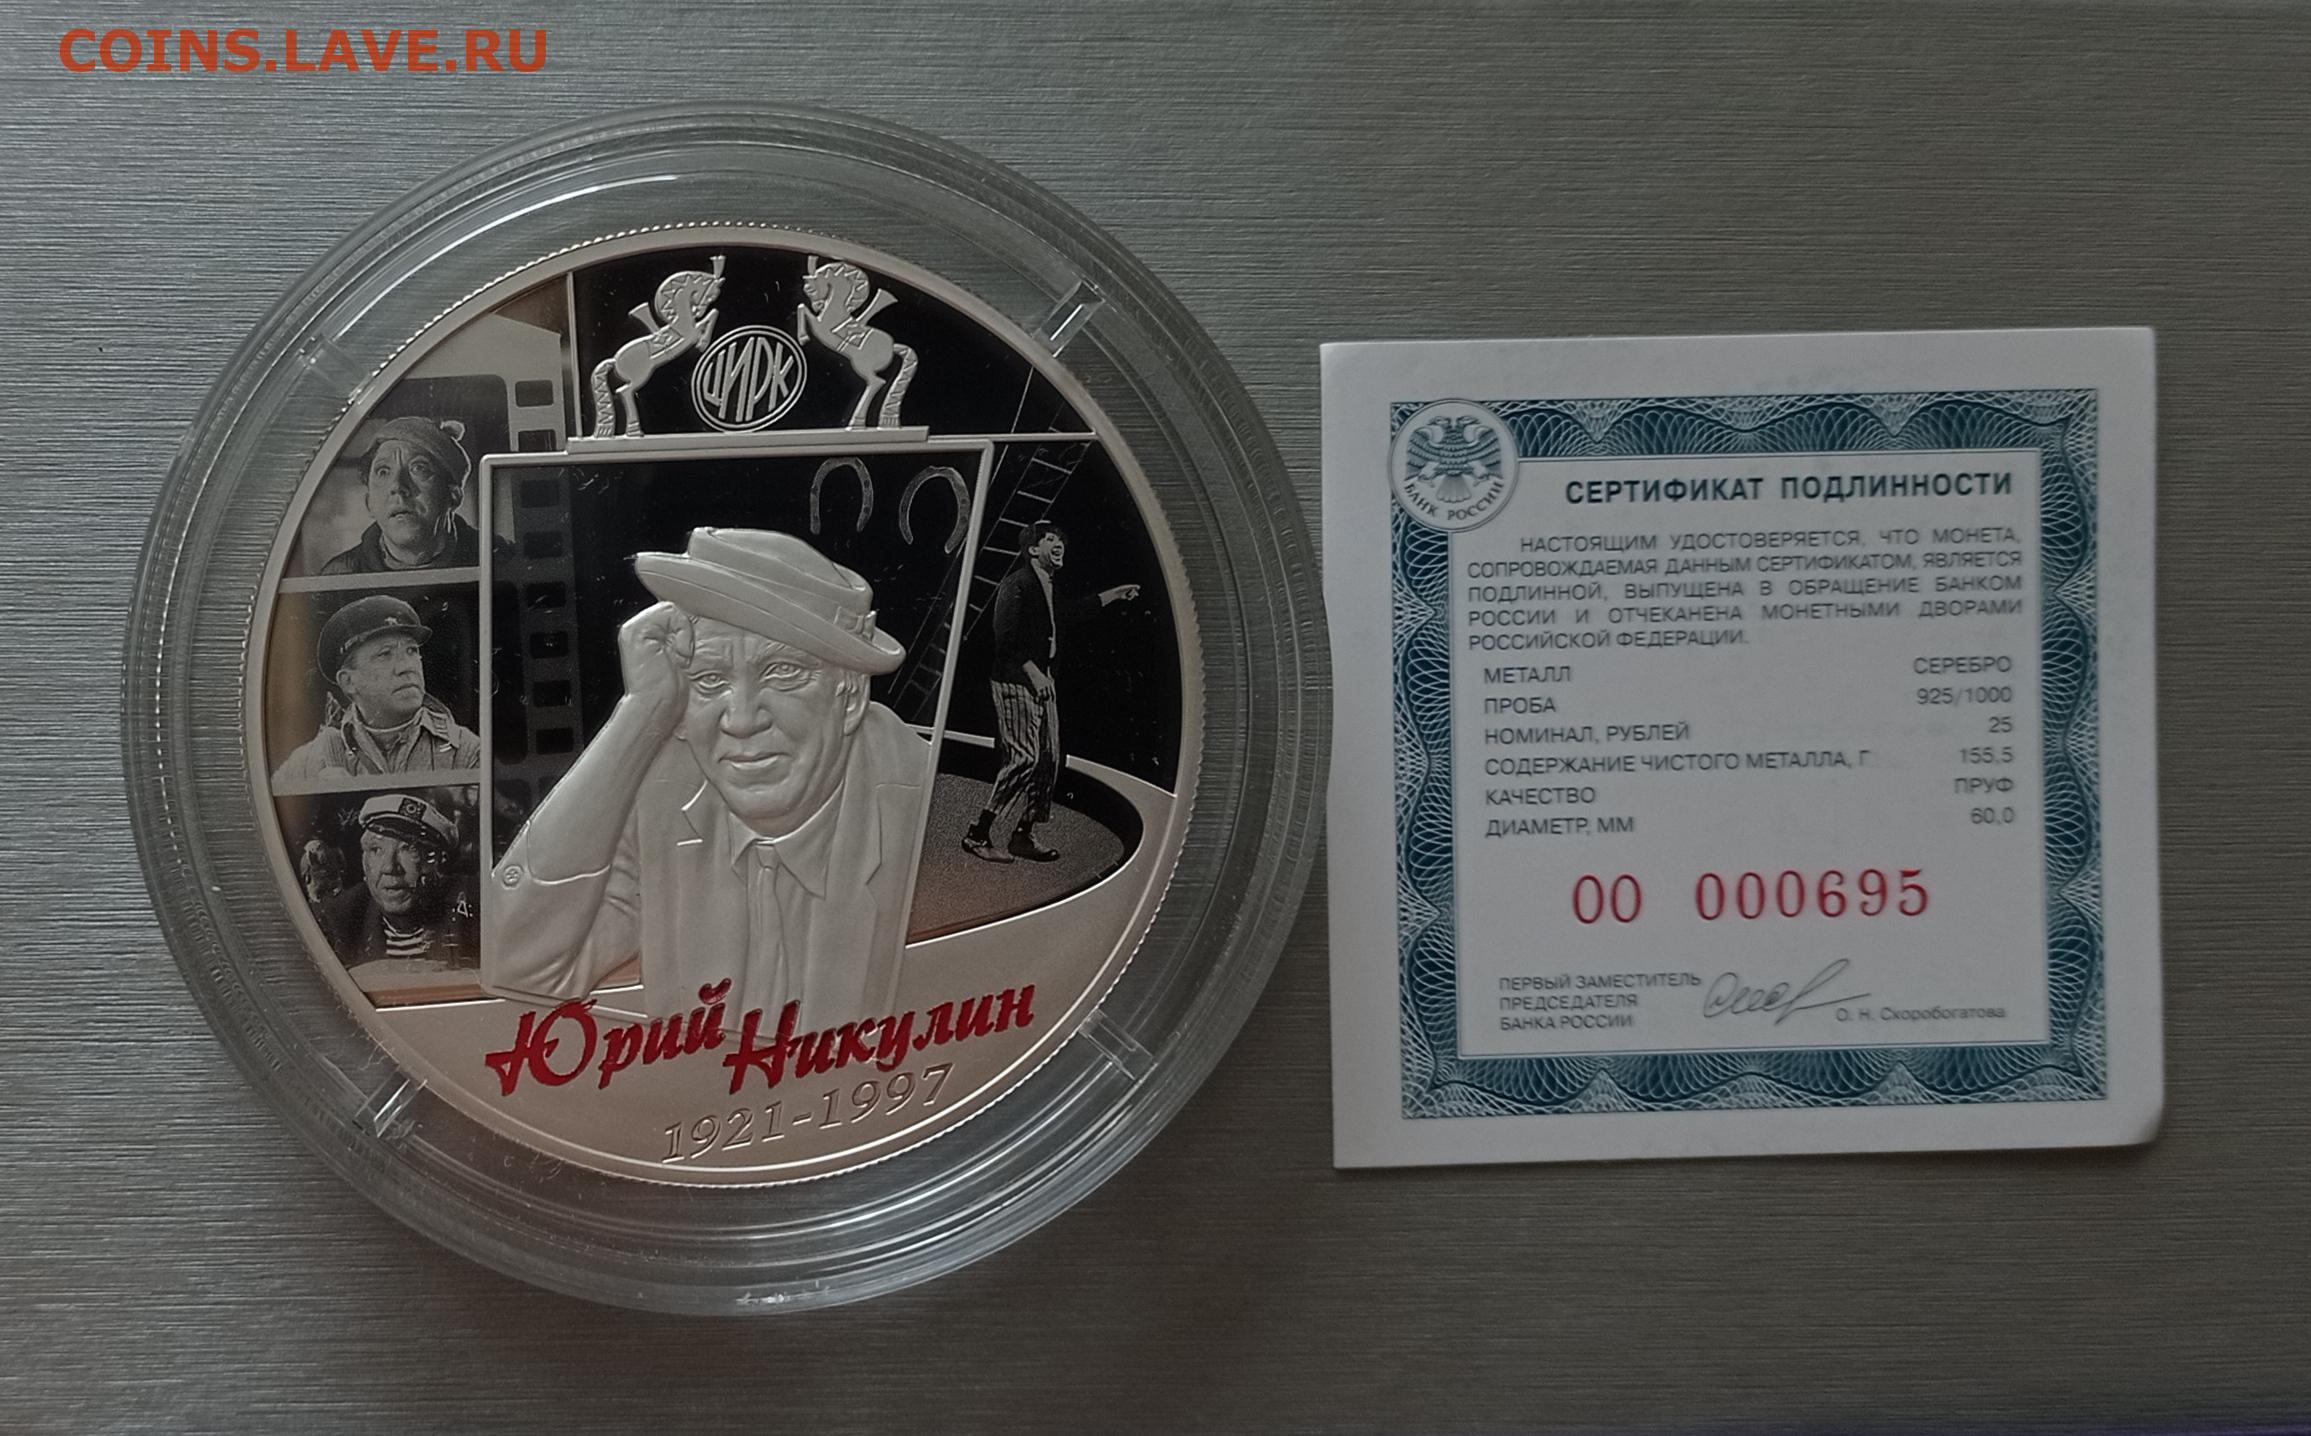 COINS.LAVE.RU
ЦИРК
Юрий Никулин
1921-1997
БАНК РОССИИ
СЕРТИФИКАТ ПОДЛИННОСТИ
НАСТОЯЩИМ УДОСТОВЕРЯЕТСЯ, ЧТО МОНЕТА,
СОПРОВОЖДАЕМАЯ ДАННЫМ СЕРТИФИКАТОМ, ЯВЛЯЕТСЯ
ПОДЛИННОЙ, ВЫПУЩЕНА В ОБРАЩЕНИЕ БАНКОМ
РОССИИ И ОТЧЕКАНЕНА МОНЕТНЫМИ ДВОРАМИ
РОССИЙСКОЙ ФЕДЕРАЦИИ.
МЕТАЛЛ СЕРЕБРО
ПРОБА 925/1000
НОМИНАЛ, РУБЛЕЙ 25
СОДЕРЖАНИЕ ЧИСТОГО МЕТАЛЛА, Г 155,5
КАЧЕСТВО ПРУФ
ДИАМЕТР, ММ 60,0
ОО 000695
ПЕРВЫЙ ЗАМЕСТИТЕЛЬ
ПРЕДСЕДАТЕЛЯ
БАНКА РОССИИ
О. Н. Скоробогатова